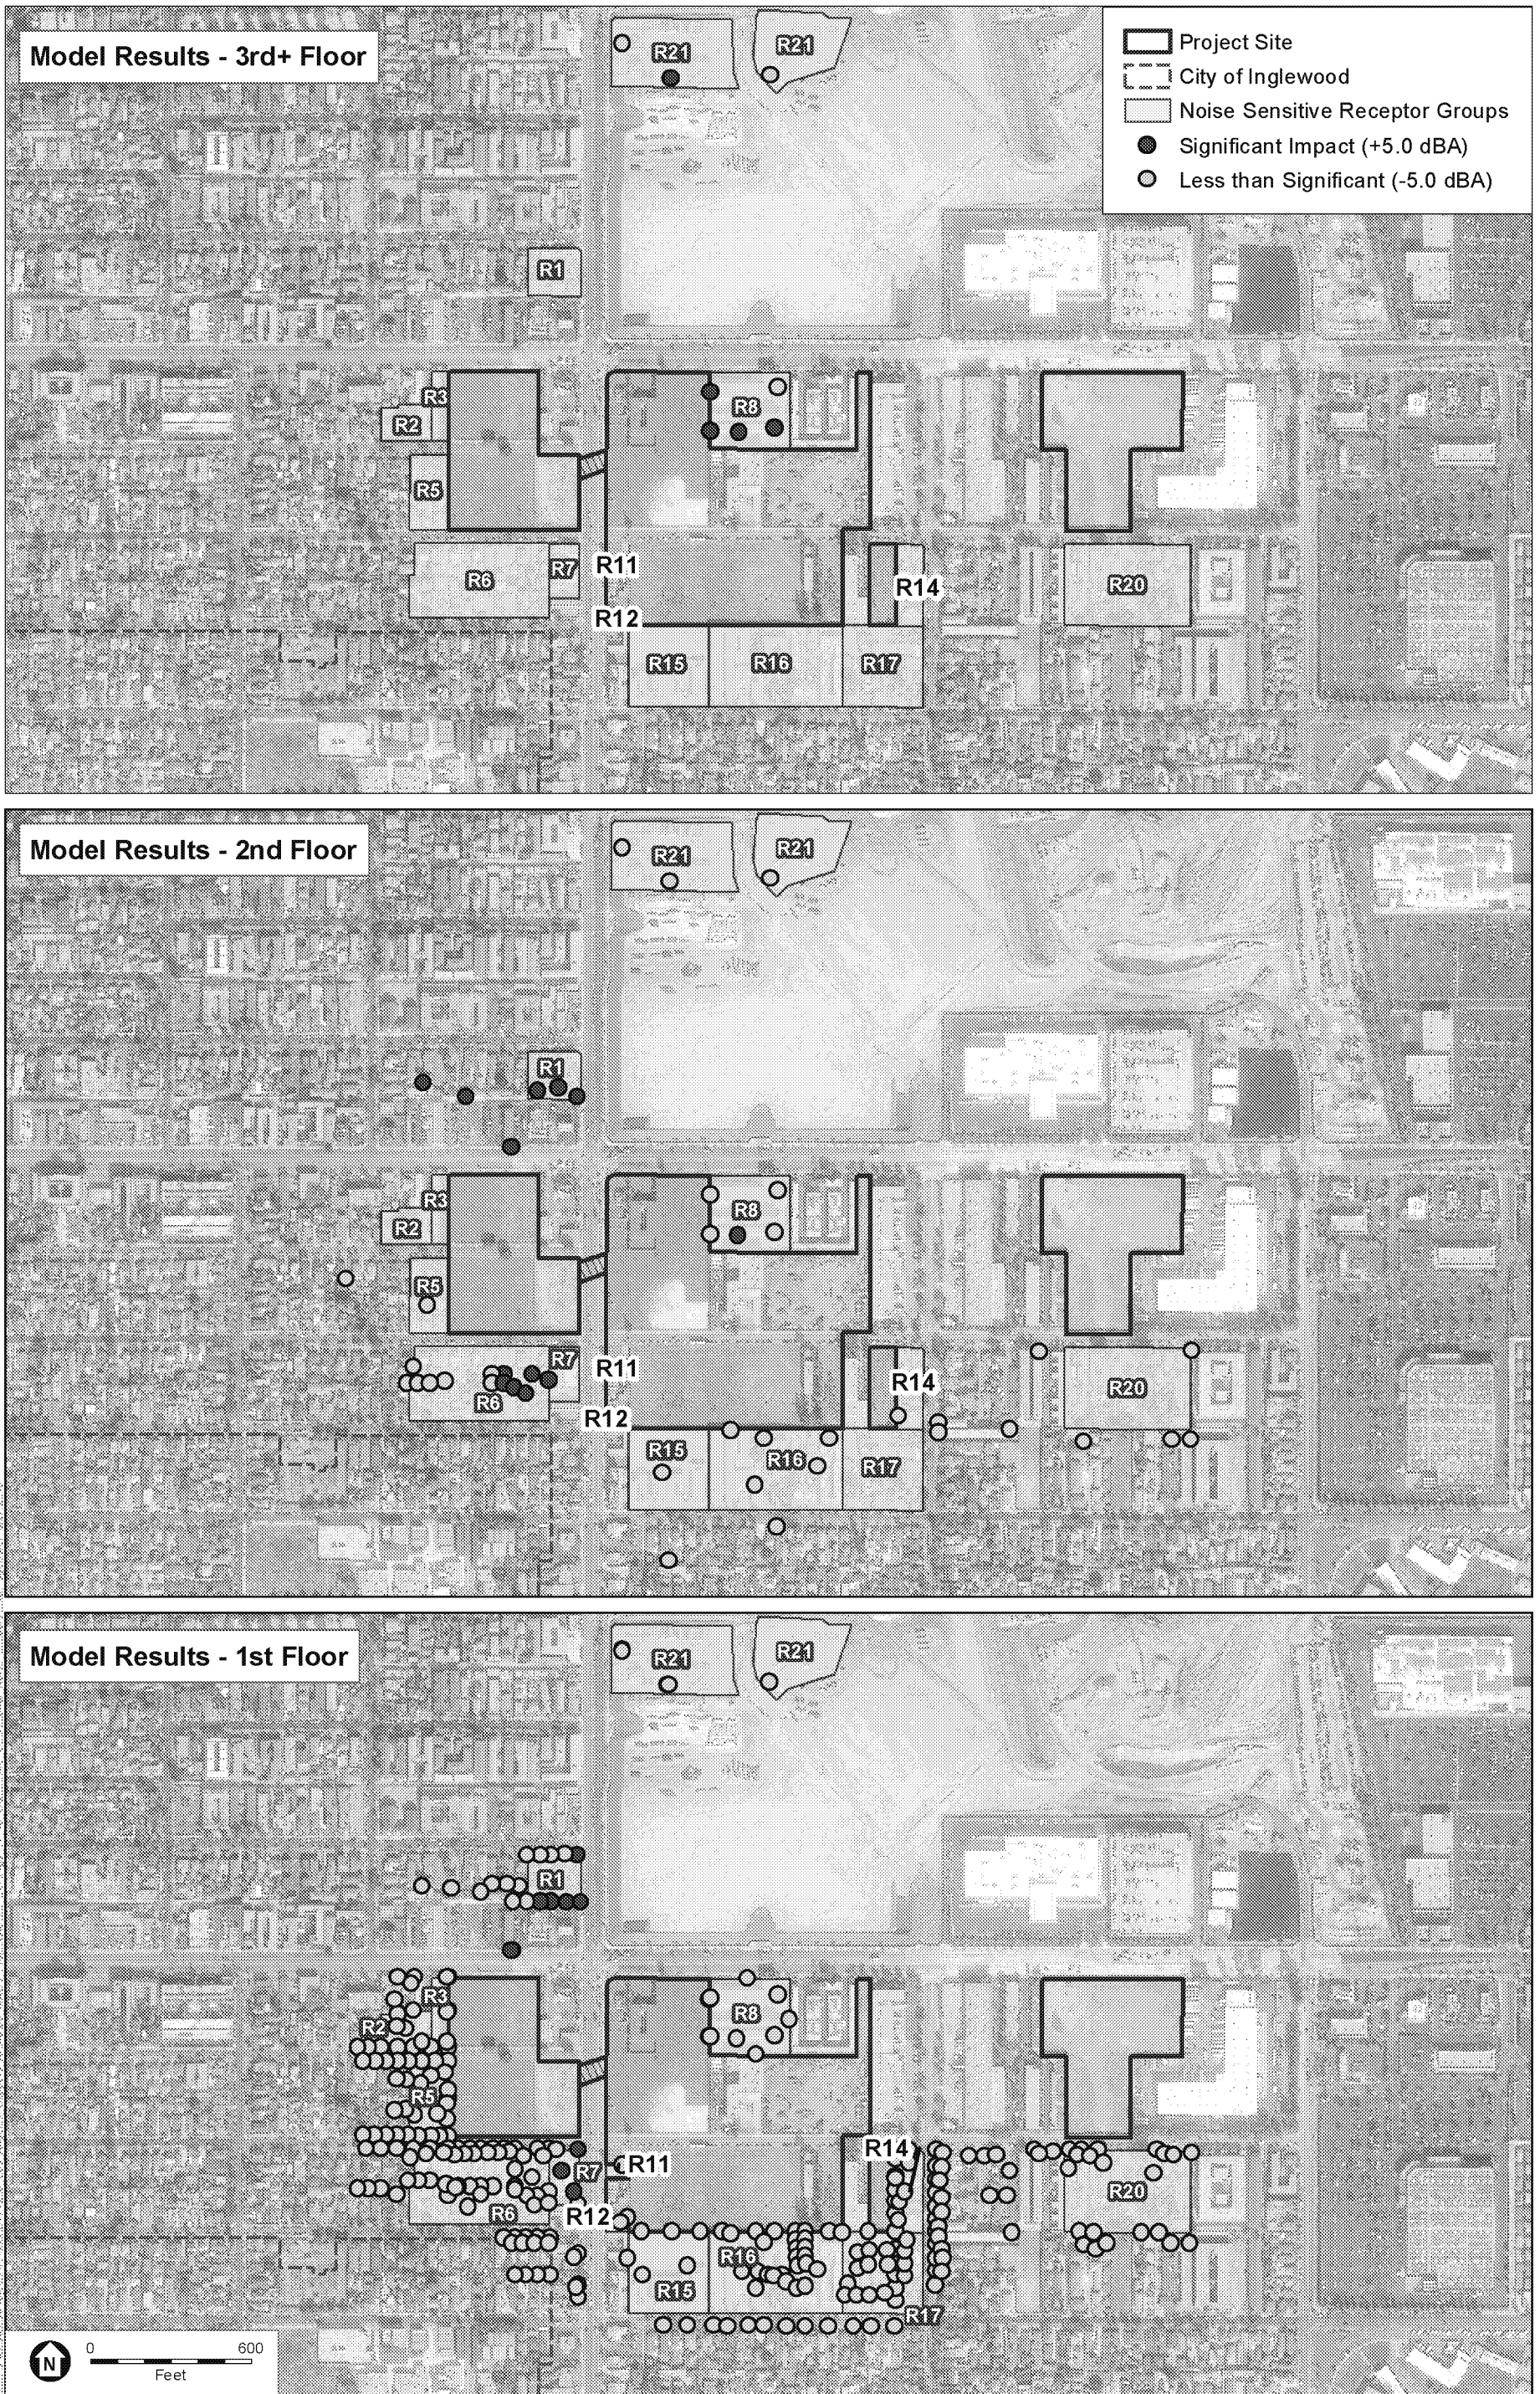 Model Results - 3rd+ Floor
R21
R21
Project Site
City of Inglewood
Noise Sensitive Receptor Groups
Significant Impact (+5.0 dBA)
Less than Significant (-5.0 dBA)
R1
R3
R2
R8
R5
R6
R7
R11
R14
R20
R12
R15
R16
R17
Model Results - 2nd Floor
R21
R21
R1
R3
R2
R8
R5
R7
R11
R6
R14
R20
R12
R15
R16
R17
Model Results - 1st Floor
R21
R21
R1
R3
R2
R8
R5
R14
R7
R11
R6
R12
R20
R16
R15
R17
N
0 600
Feet